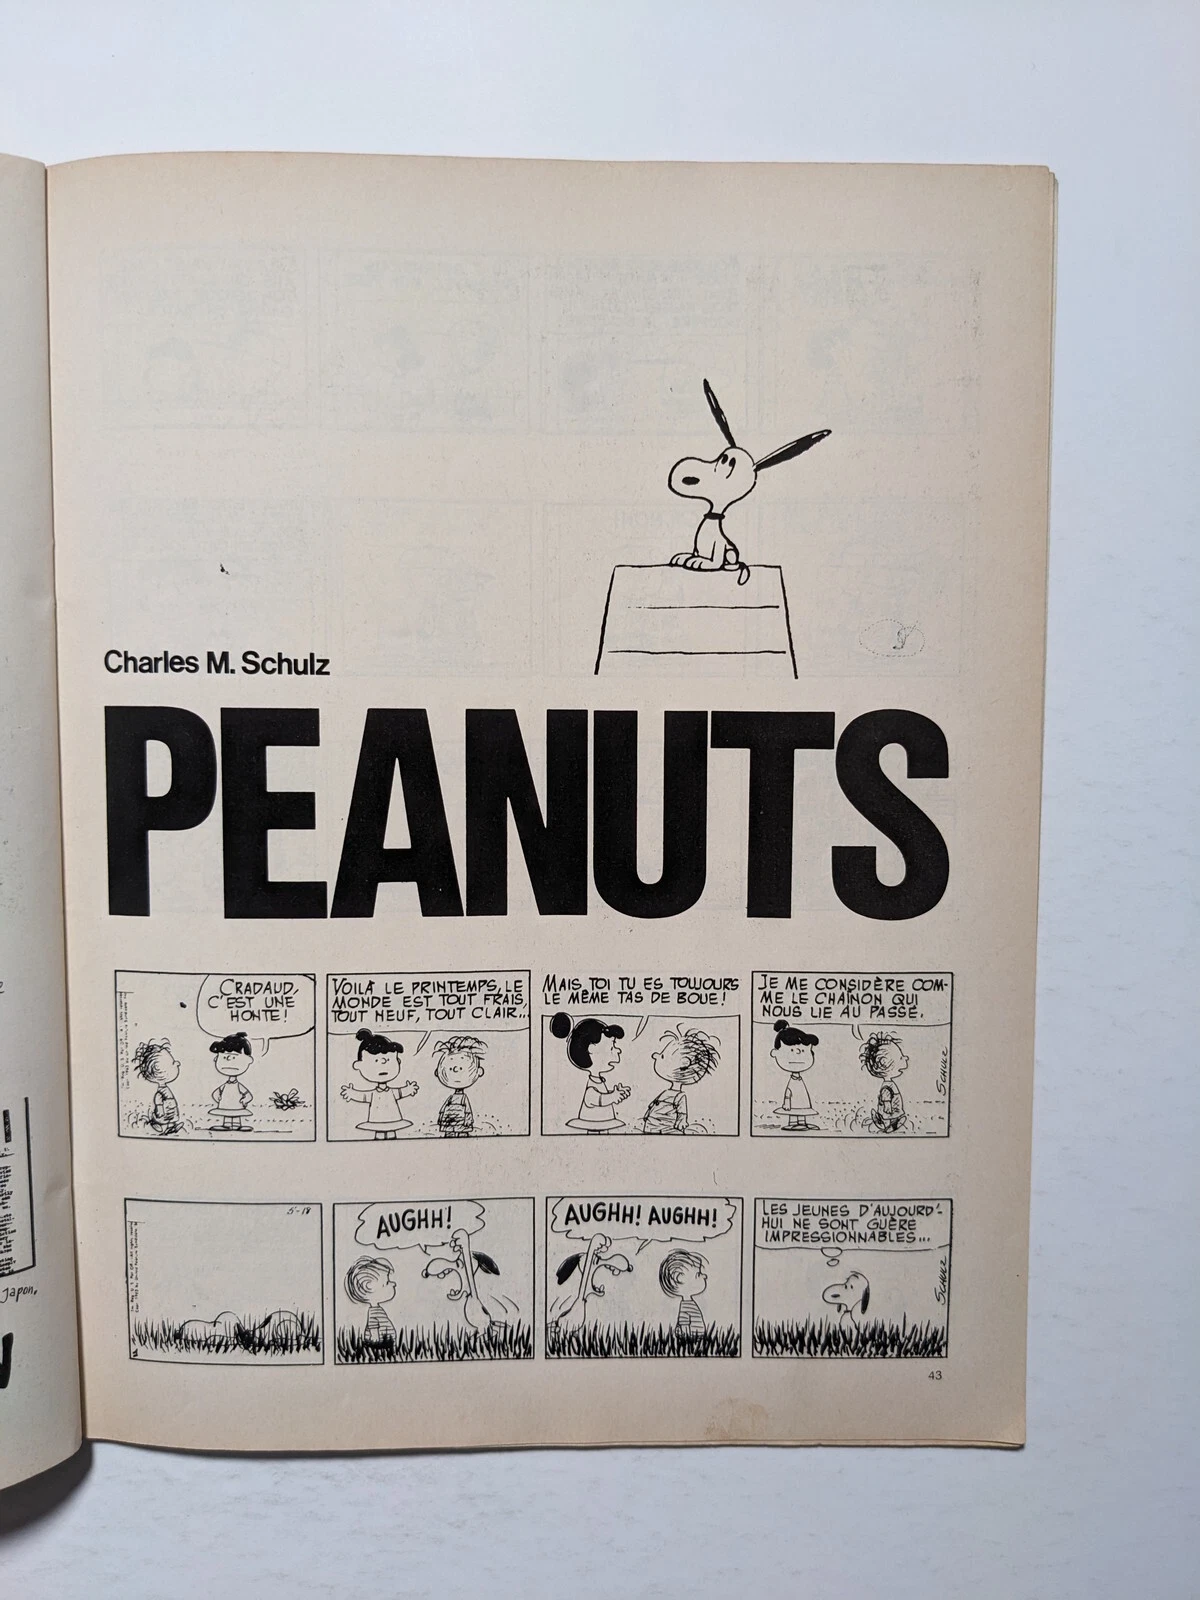 Charles M. Schulz
PEANUTS
CRADAUD,
C'EST UNE
HONTE!
VOILÀ LE PRINTEMPS, LE
MONDE EST TOUT FRAIS,
TOUT NEUF, TOUT CLAIR...
MAIS TOI TU ES TOUJOURS
LE MÊME TAS DE BOUE!
JE ME CONSIDÈRE COM-
ME LE CHAÎNON QUI
NOUS LIE AU PASSÉ.
SCHULZ
5-18
AUGHH!
AUGHH! AUGHH!
LES JEUNES D'AUJOURD'-
HUI NE SONT GUÈRE
IMPRESSIONNABLES...
SCHULZ
43
Japon,